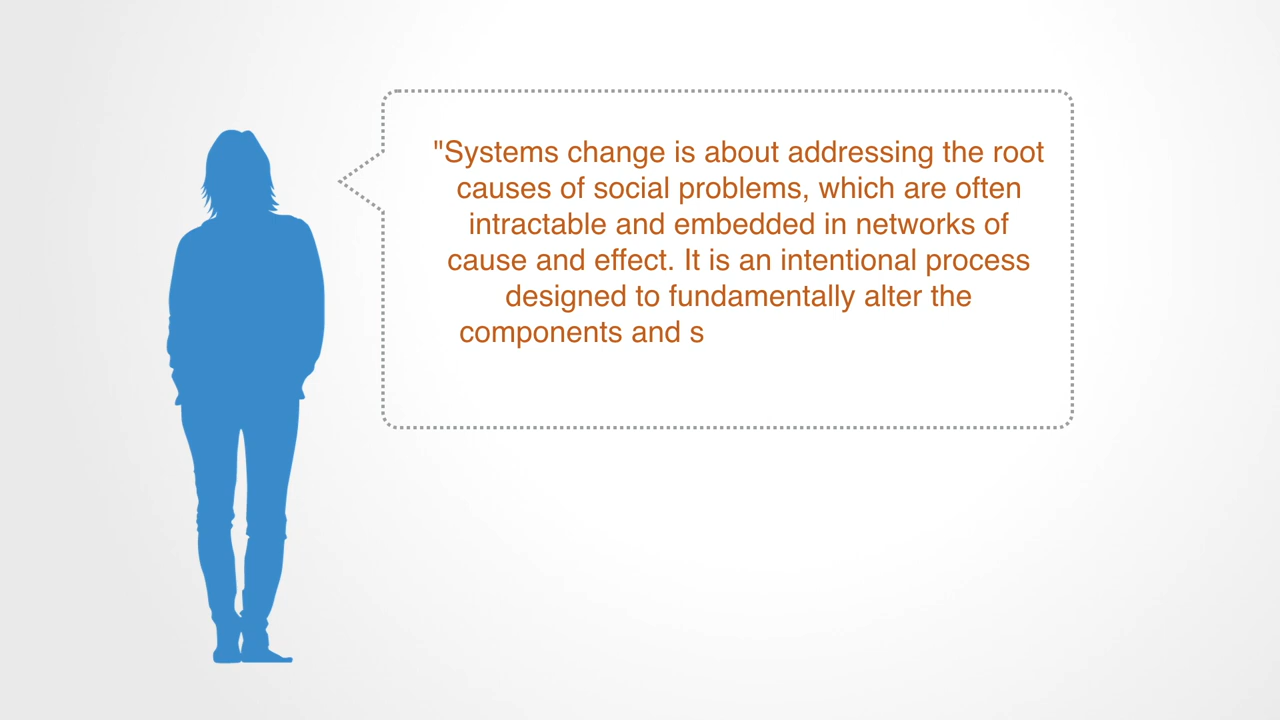 "Systems change is about addressing the root
causes of social problems, which are often
intractable and embedded in networks of
cause and effect. It is an intentional process
designed to fundamentally alter the
components and s